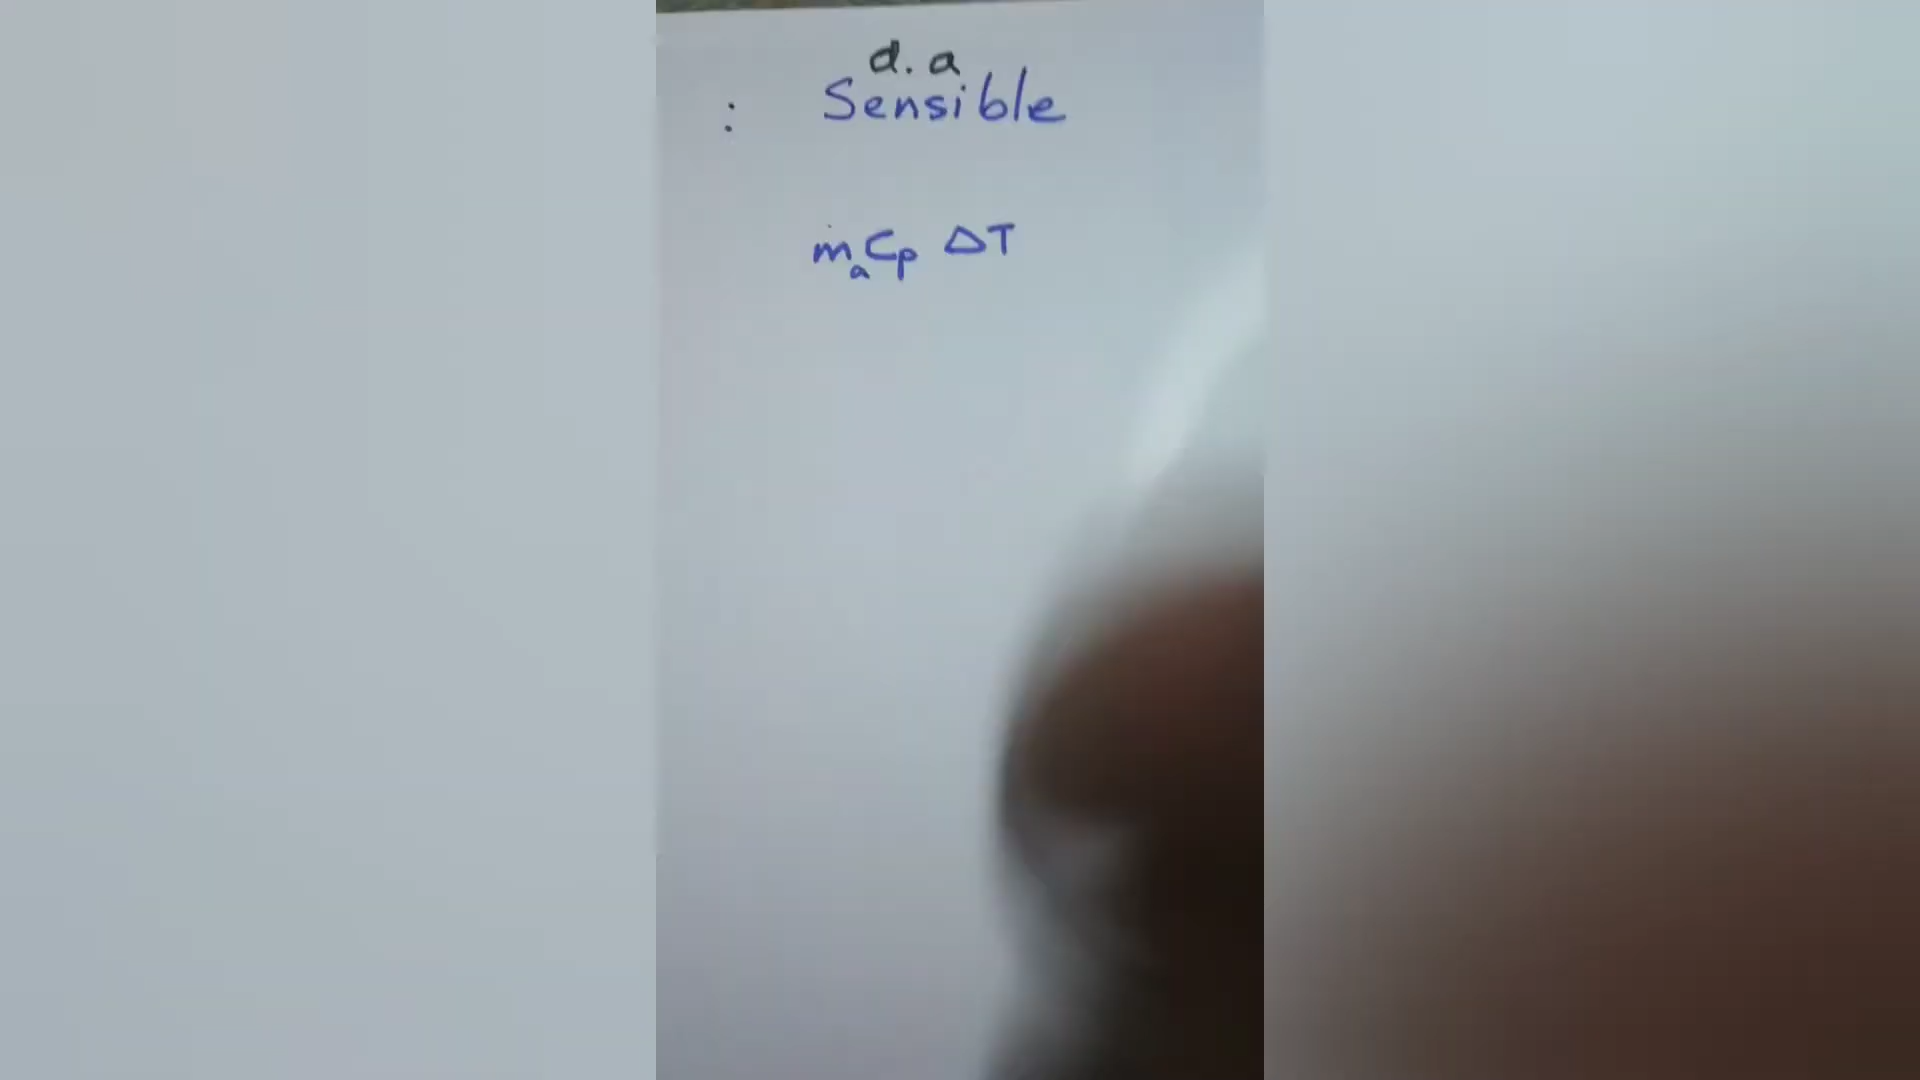 d. a
: Sensible
ṁₐCₚ ΔT